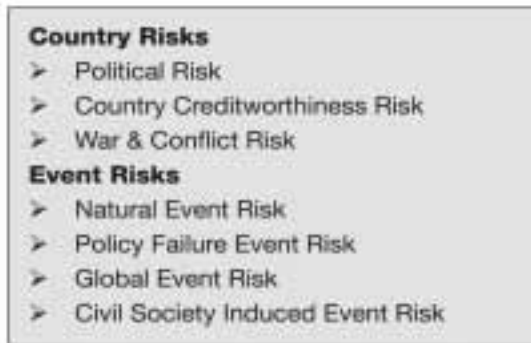 Country Risks
➢ Political Risk
➢ Country Creditworthiness Risk
➢ War & Conflict Risk
Event Risks
➢ Natural Event Risk
➢ Policy Failure Event Risk
➢ Global Event Risk
➢ Civil Society Induced Event Risk